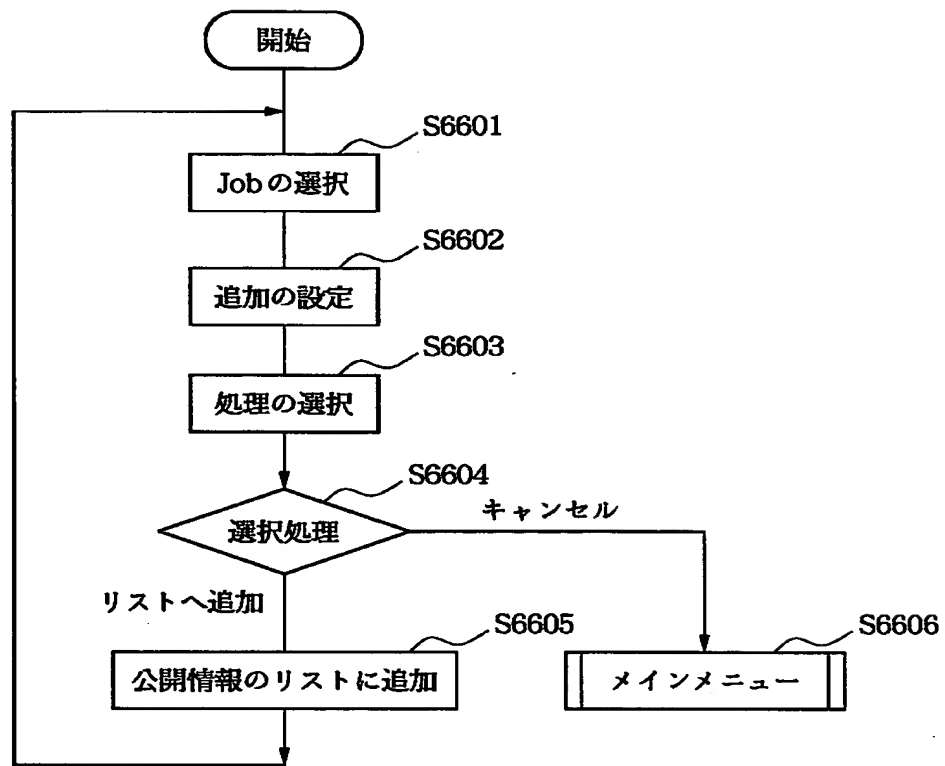 開始
S6601
Jobの選択
S6602
追加の設定
S6603
処理の選択
S6604
選択処理
キャンセル
リストへ追加
S6605
公開情報のリストに追加
S6606
メインメニュー